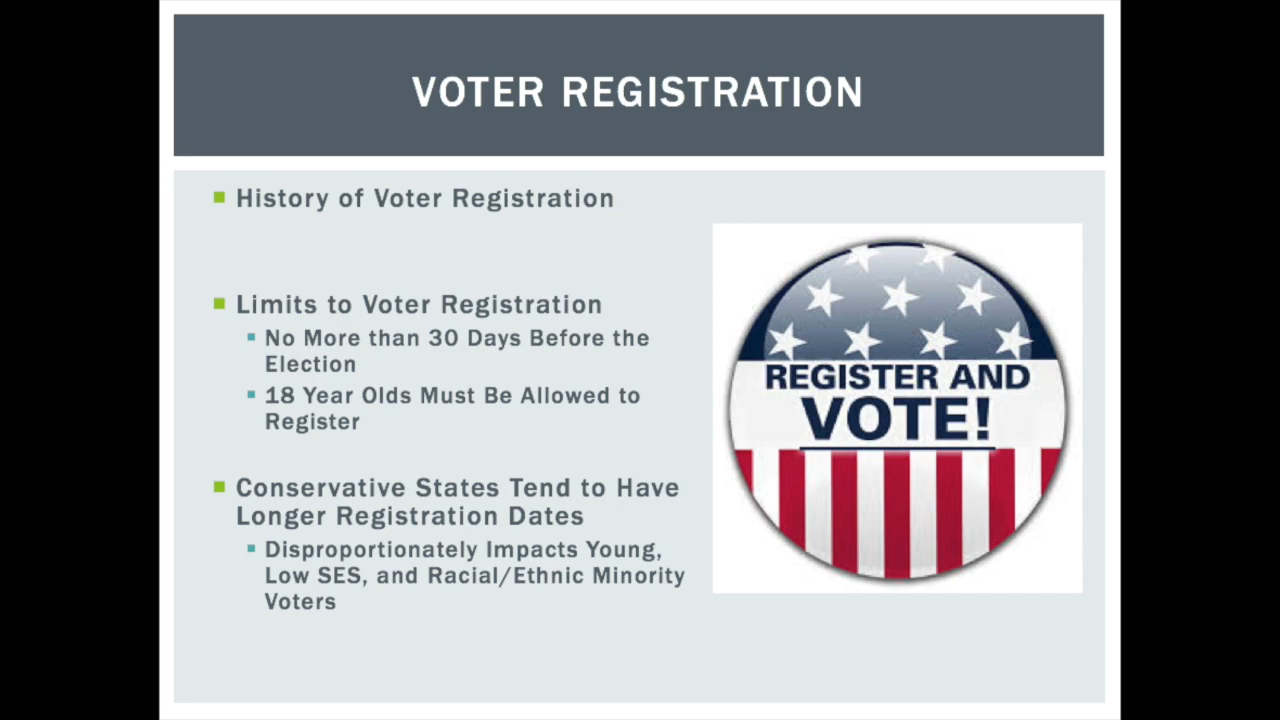 VOTER REGISTRATION
History of Voter Registration
Limits to Voter Registration
No More than 30 Days Before the
Election
18 Year Olds Must Be Allowed to
Register
Conservative States Tend to Have
Longer Registration Dates
Disproportionately Impacts Young,
Low SES, and Racial/Ethnic Minority
Voters
REGISTER AND
VOTE!